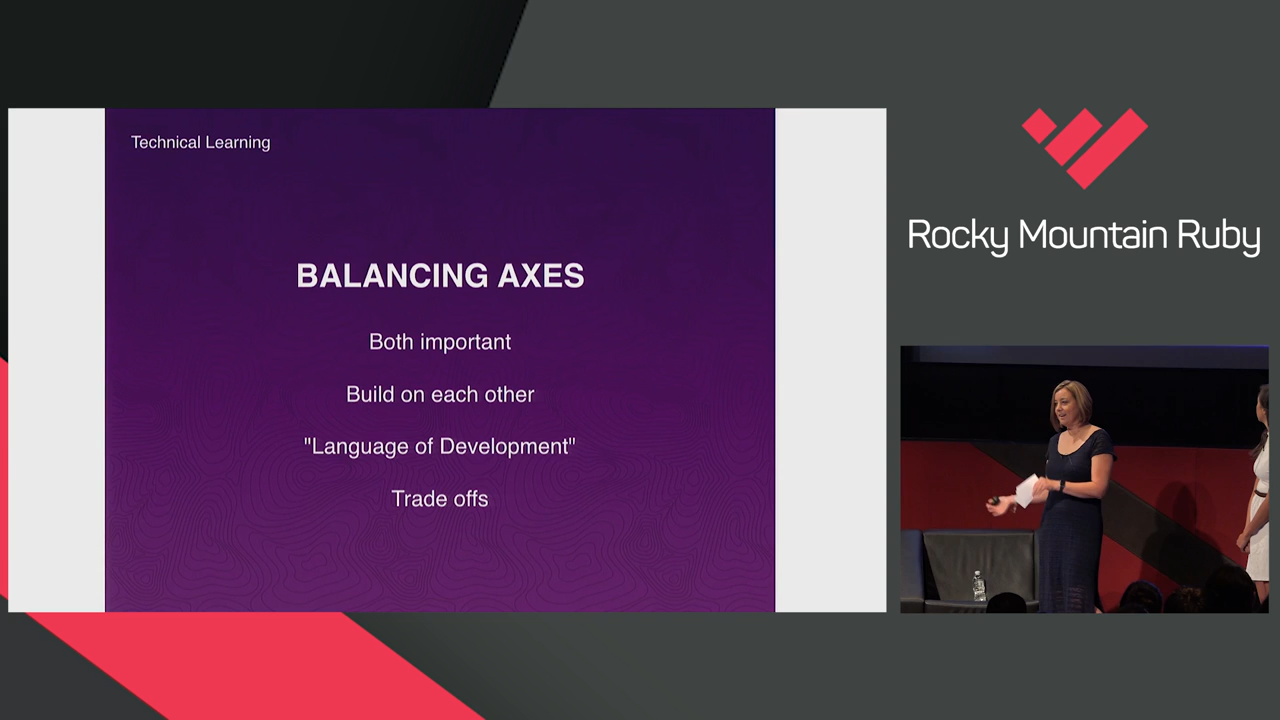 Technical Learning
BALANCING AXES
Both important
Build on each other
"Language of Development"
Trade offs
Rocky Mountain Ruby